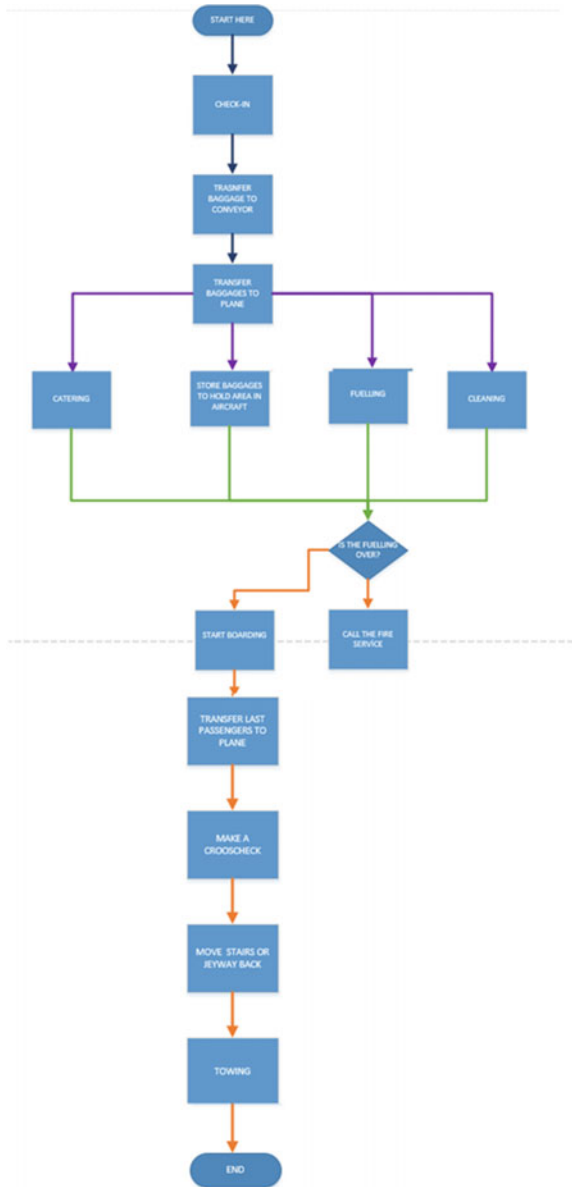 START HERE
CHECK-IN
TRASNFER
BAGGAGE TO
CONVEYOR
TRANSFER
BAGGAGES TO
PLANE
CATERING
STORE BAGGAGES
TO HOLD AREA IN
AIRCRAFT
FUELLING
CLEANING
IS THE FUELLING
OVER?
START BOARDING
CALL THE FIRE
SERVİCE
TRANSFER LAST
PASSENGERS TO
PLANE
MAKE A
CROOSCHECK
MOVE STAIRS OR
JEYWAY BACK
TOWING
END